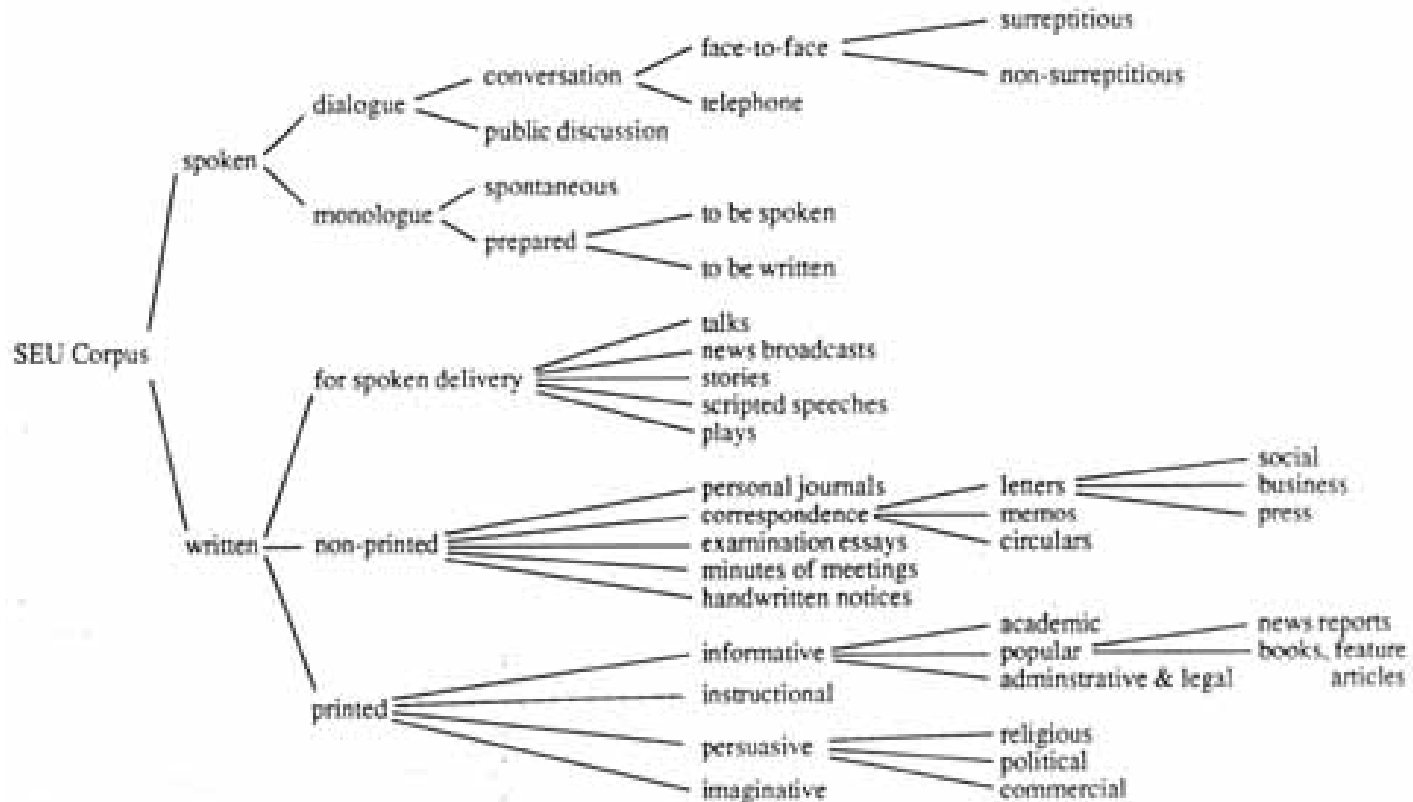 surreptitious
face-to-face
conversation
non-surreptitious
dialogue
telephone
public discussion
spoken
spontaneous
monologue
to be spoken
prepared
to be written
talks
SEU Corpus
news broadcasts
for spoken delivery
stories
scripted speeches
plays
social
personal journals
letters
business
correspondence
memos
press
written
non-printed
examination essays
circulars
minutes of meetings
handwritten notices
academic
news reports
informative
popular
books, feature
adminstrative & legal
articles
instructional
printed
religious
persuasive
political
imaginative
commercial